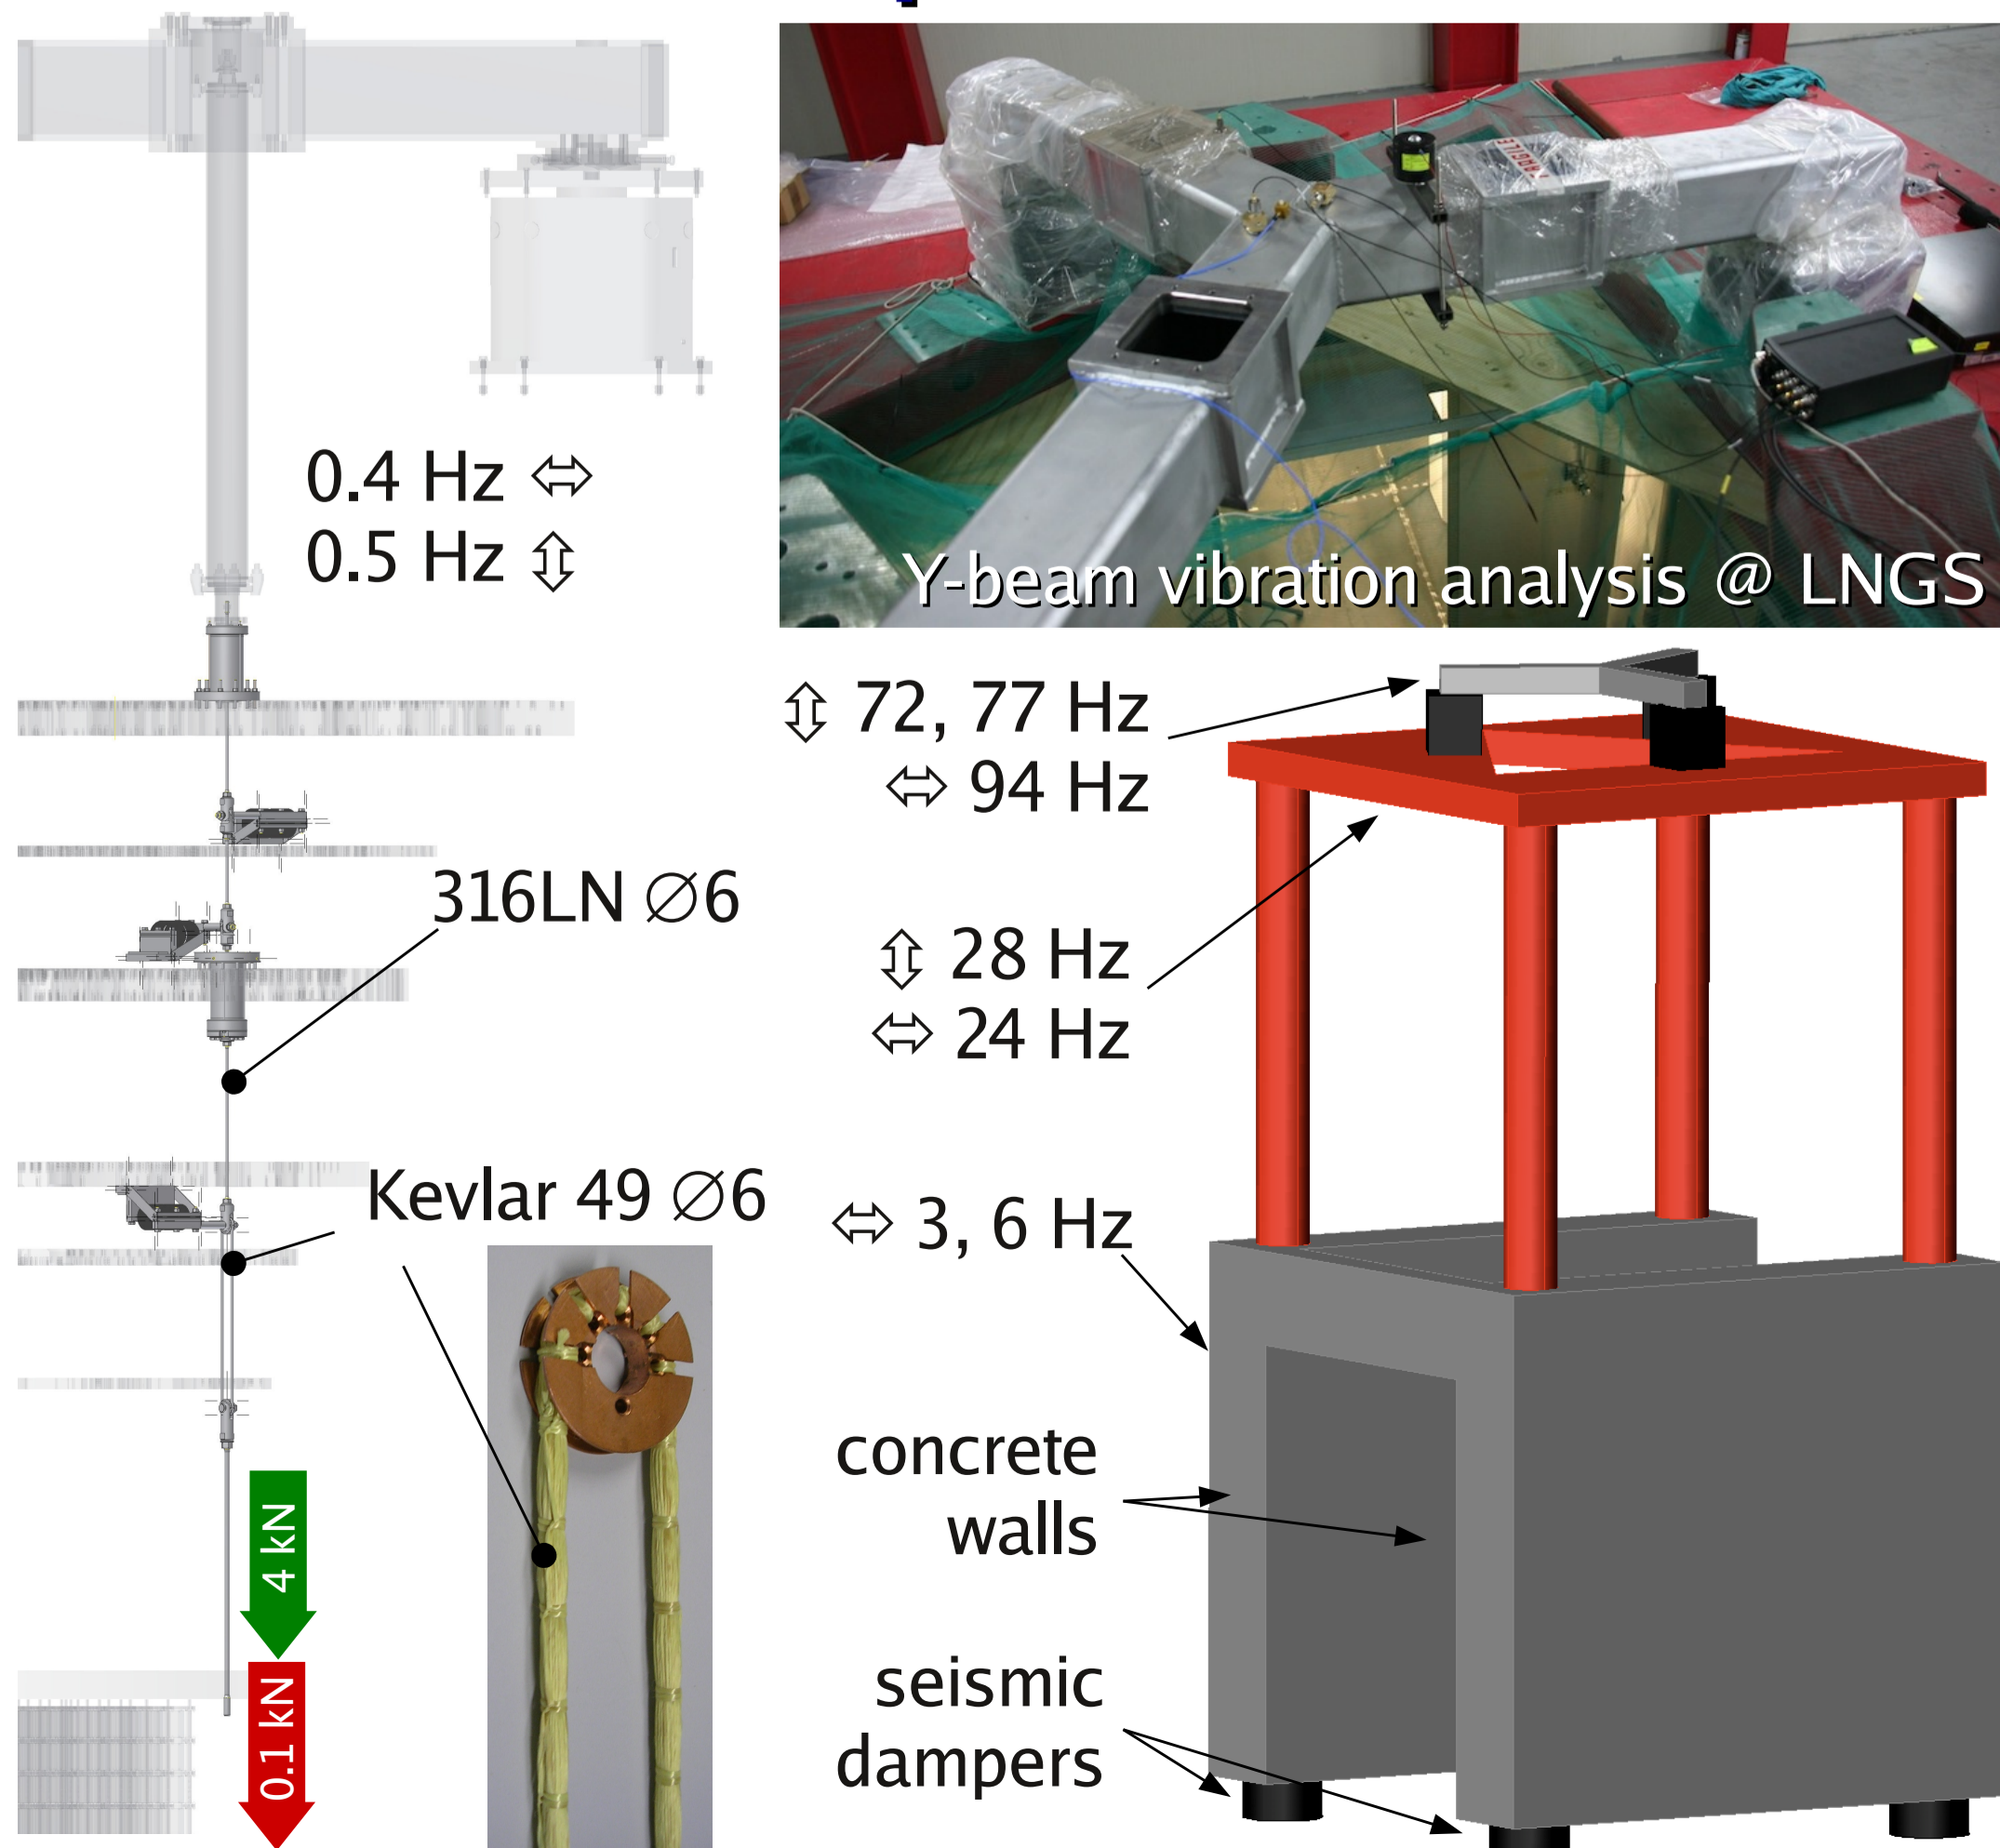 Y-beam vibration analysis @ LNGS
0.4 Hz ⬄
0.5 Hz ⇳
⇳ 72, 77 Hz
⬄ 94 Hz
316LN ∅6
⇳ 28 Hz
⬄ 24 Hz
Kevlar 49 ∅6
⬄ 3, 6 Hz
concrete
walls
4 kN
0.1 kN
seismic
dampers